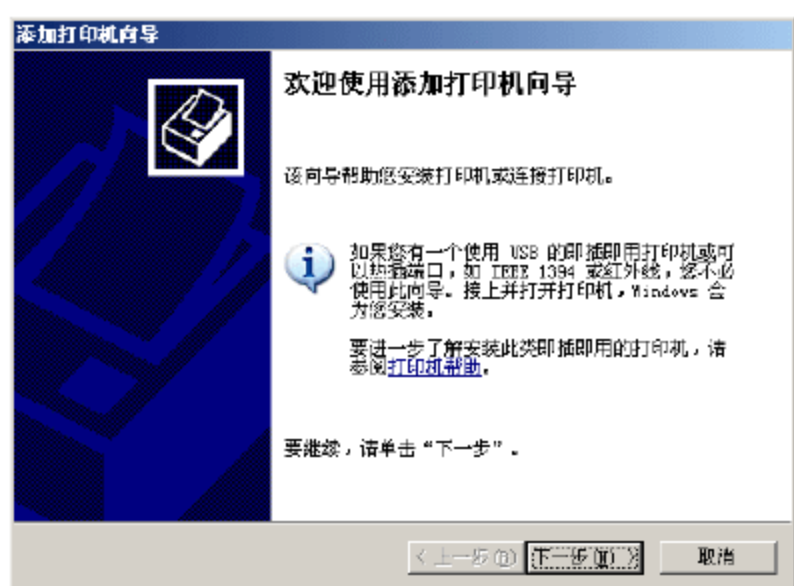 添加打印机向导
欢迎使用添加打印机向导
该向导帮助您安装打印机或连接打印机。
如果您有一个使用 USB 的即插即用打印机或可
以热插端口，如 IEEE 1394 或红外线，您不必
使用此向导。接上并打开打印机，Windows 会
为您安装。
要进一步了解安装此类即插即用的打印机，请
参阅打印机帮助。
要继续，请单击“下一步”。
< 上一步(B) 下一步(N) > 取消